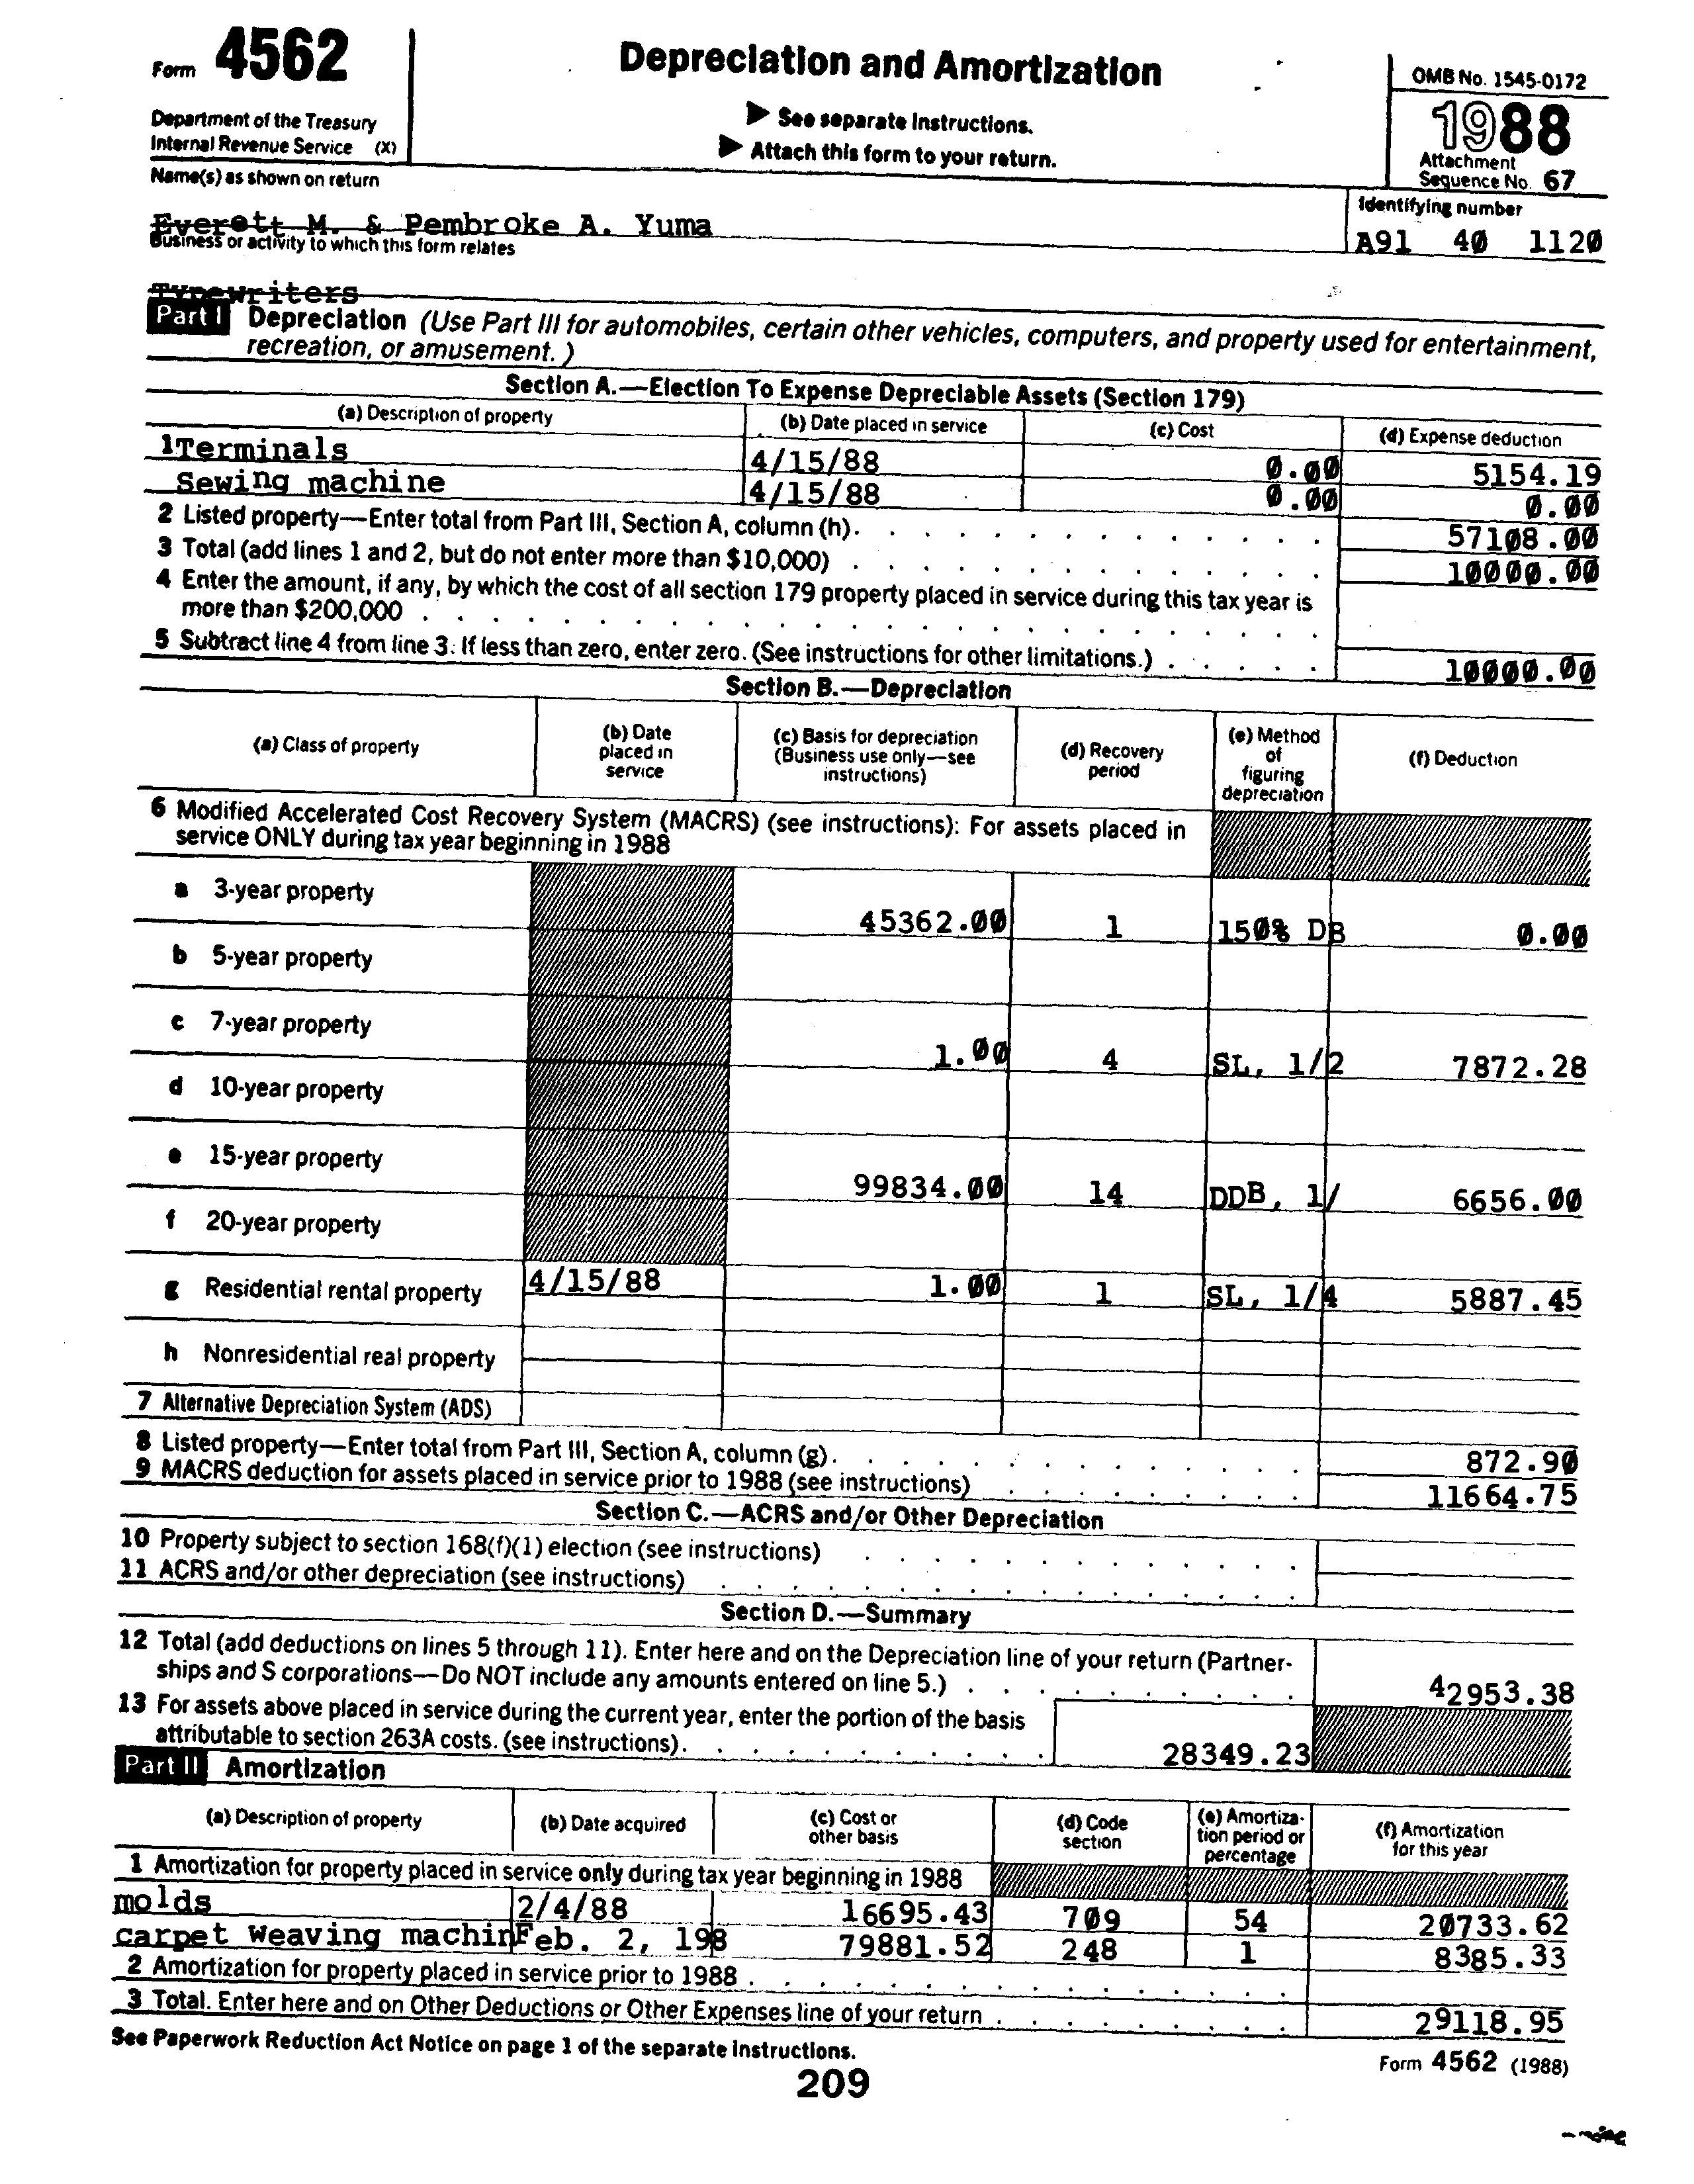 Form 4562
Department of the Treasury
Internal Revenue Service (X)
Depreciation and Amortization
▶ See separate Instructions.
▶ Attach this form to your return.
OMB No. 1545-0172
1988
Attachment
Sequence No. 67
Name(s) as shown on return
Everett M. & Pembroke A. Yuma
Identifying number
A91 40 1120
Business or activity to which this form relates
Typewriters
Part I Depreciation (Use Part III for automobiles, certain other vehicles, computers, and property used for entertainment,
recreation, or amusement.)
Section A.—Election To Expense Depreciable Assets (Section 179)
(a) Description of property (b) Date placed in service (c) Cost (d) Expense deduction
1 Terminals 4/15/88 0.00 5154.19
Sewing machine 4/15/88 0.00 0.00
2 Listed property—Enter total from Part III, Section A, column (h). 57108.00
3 Total (add lines 1 and 2, but do not enter more than $10,000) 10000.00
4 Enter the amount, if any, by which the cost of all section 179 property placed in service during this tax year is
more than $200,000
5 Subtract line 4 from line 3. If less than zero, enter zero. (See instructions for other limitations.) 10000.00
Section B.—Depreciation
(a) Class of property
(b) Date
placed in
service
(c) Basis for depreciation
(Business use only—see
instructions)
(d) Recovery
period
(e) Method
of
figuring
depreciation
(f) Deduction
6 Modified Accelerated Cost Recovery System (MACRS) (see instructions): For assets placed in
service ONLY during tax year beginning in 1988
a 3-year property 45362.00 1 150% DB 0.00
b 5-year property
c 7-year property 1.00 4 SL, 1/2 7872.28
d 10-year property
e 15-year property 99834.00 14 DDB, 1/ 6656.00
f 20-year property
g Residential rental property 4/15/88 1.00 1 SL, 1/4 5887.45
h Nonresidential real property
7 Alternative Depreciation System (ADS)
8 Listed property—Enter total from Part III, Section A, column (g). 872.90
9 MACRS deduction for assets placed in service prior to 1988 (see instructions) 11664.75
Section C.—ACRS and/or Other Depreciation
10 Property subject to section 168(f)(1) election (see instructions)
11 ACRS and/or other depreciation (see instructions)
Section D.—Summary
12 Total (add deductions on lines 5 through 11). Enter here and on the Depreciation line of your return (Partner-
ships and S corporations—Do NOT include any amounts entered on line 5.) 42953.38
13 For assets above placed in service during the current year, enter the portion of the basis
attributable to section 263A costs. (see instructions). 28349.23
Part II Amortization
(a) Description of property
(b) Date acquired
(c) Cost or
other basis
(d) Code
section
(e) Amortiza-
tion period or
percentage
(f) Amortization
for this year
1 Amortization for property placed in service only during tax year beginning in 1988
molds 2/4/88 16695.43 709 54 20733.62
carpet weaving machin Feb. 2, 198 79881.52 248 1 8385.33
2 Amortization for property placed in service prior to 1988
3 Total. Enter here and on Other Deductions or Other Expenses line of your return 29118.95
See Paperwork Reduction Act Notice on page 1 of the separate instructions.
Form 4562 (1988)
209